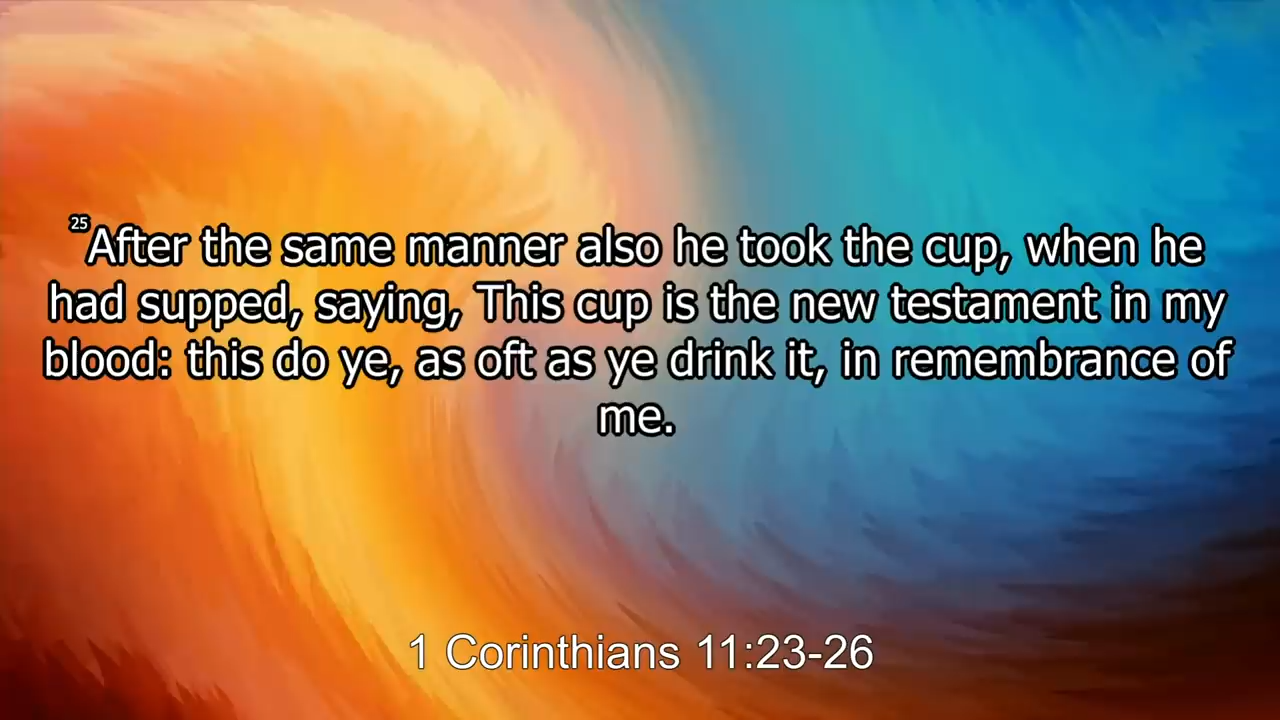 25After the same manner also he took the cup, when he
had supped, saying, This cup is the new testament in my
blood: this do ye, as oft as ye drink it, in remembrance of
me.
1 Corinthians 11:23-26